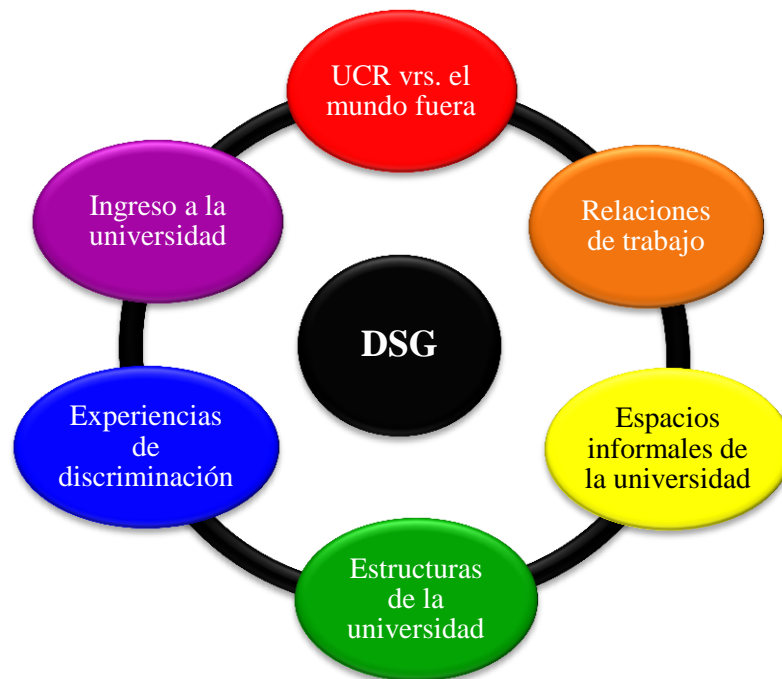 UCR vrs. el
mundo fuera
Relaciones
de trabajo
Espacios
informales de
la universidad
Estructuras
de la
universidad
Experiencias
de
discriminación
Ingreso a la
universidad
DSG